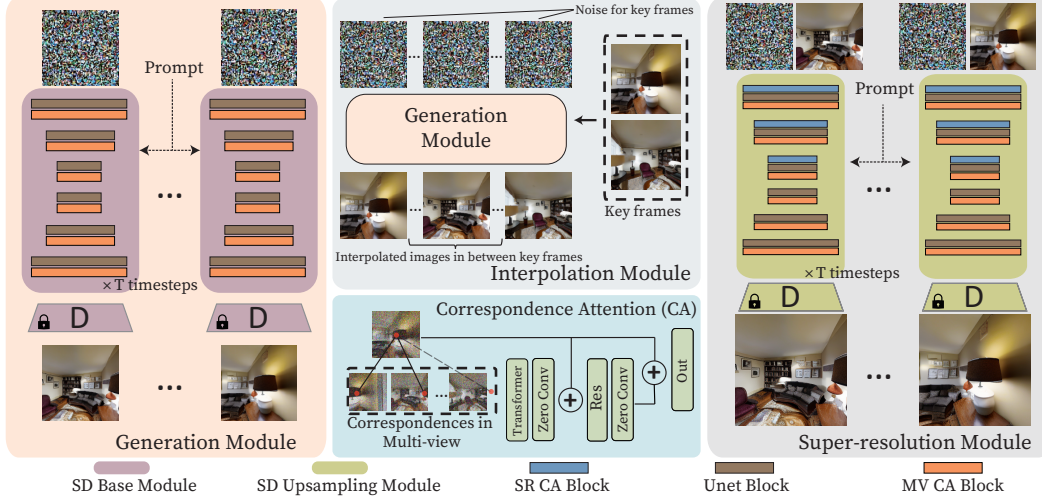 Prompt
...
× T timesteps
D
D
...
Generation Module
Noise for key frames
...
...
Generation
Module
Key frames
...
...
Interpolated images in between key frames
Interpolation Module
Correspondence Attention (CA)
...
Correspondences in
Multi-view
Transformer
Zero Conv
+
Res
Zero Conv
+
Out
Prompt
...
× T timesteps
D
D
...
Super-resolution Module
SD Base Module
SD Upsampling Module
SR CA Block
Unet Block
MV CA Block